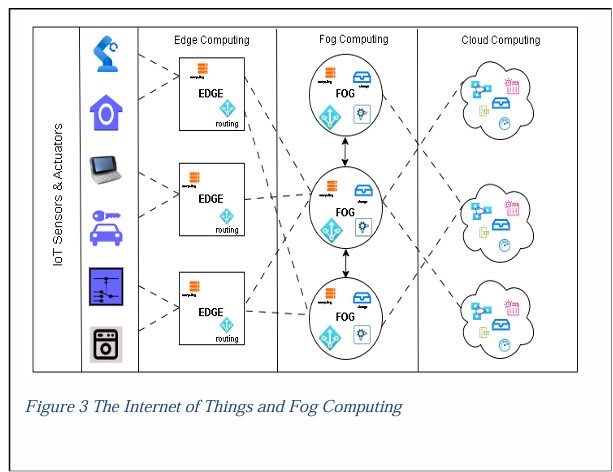 Edge Computing
Fog Computing
Cloud Computing
IoT Sensors & Actuators
computing
EDGE
routing
computing
EDGE
routing
computing
EDGE
routing
computing
storage
FOG
computing
storage
FOG
computing
storage
FOG
Figure 3 The Internet of Things and Fog Computing